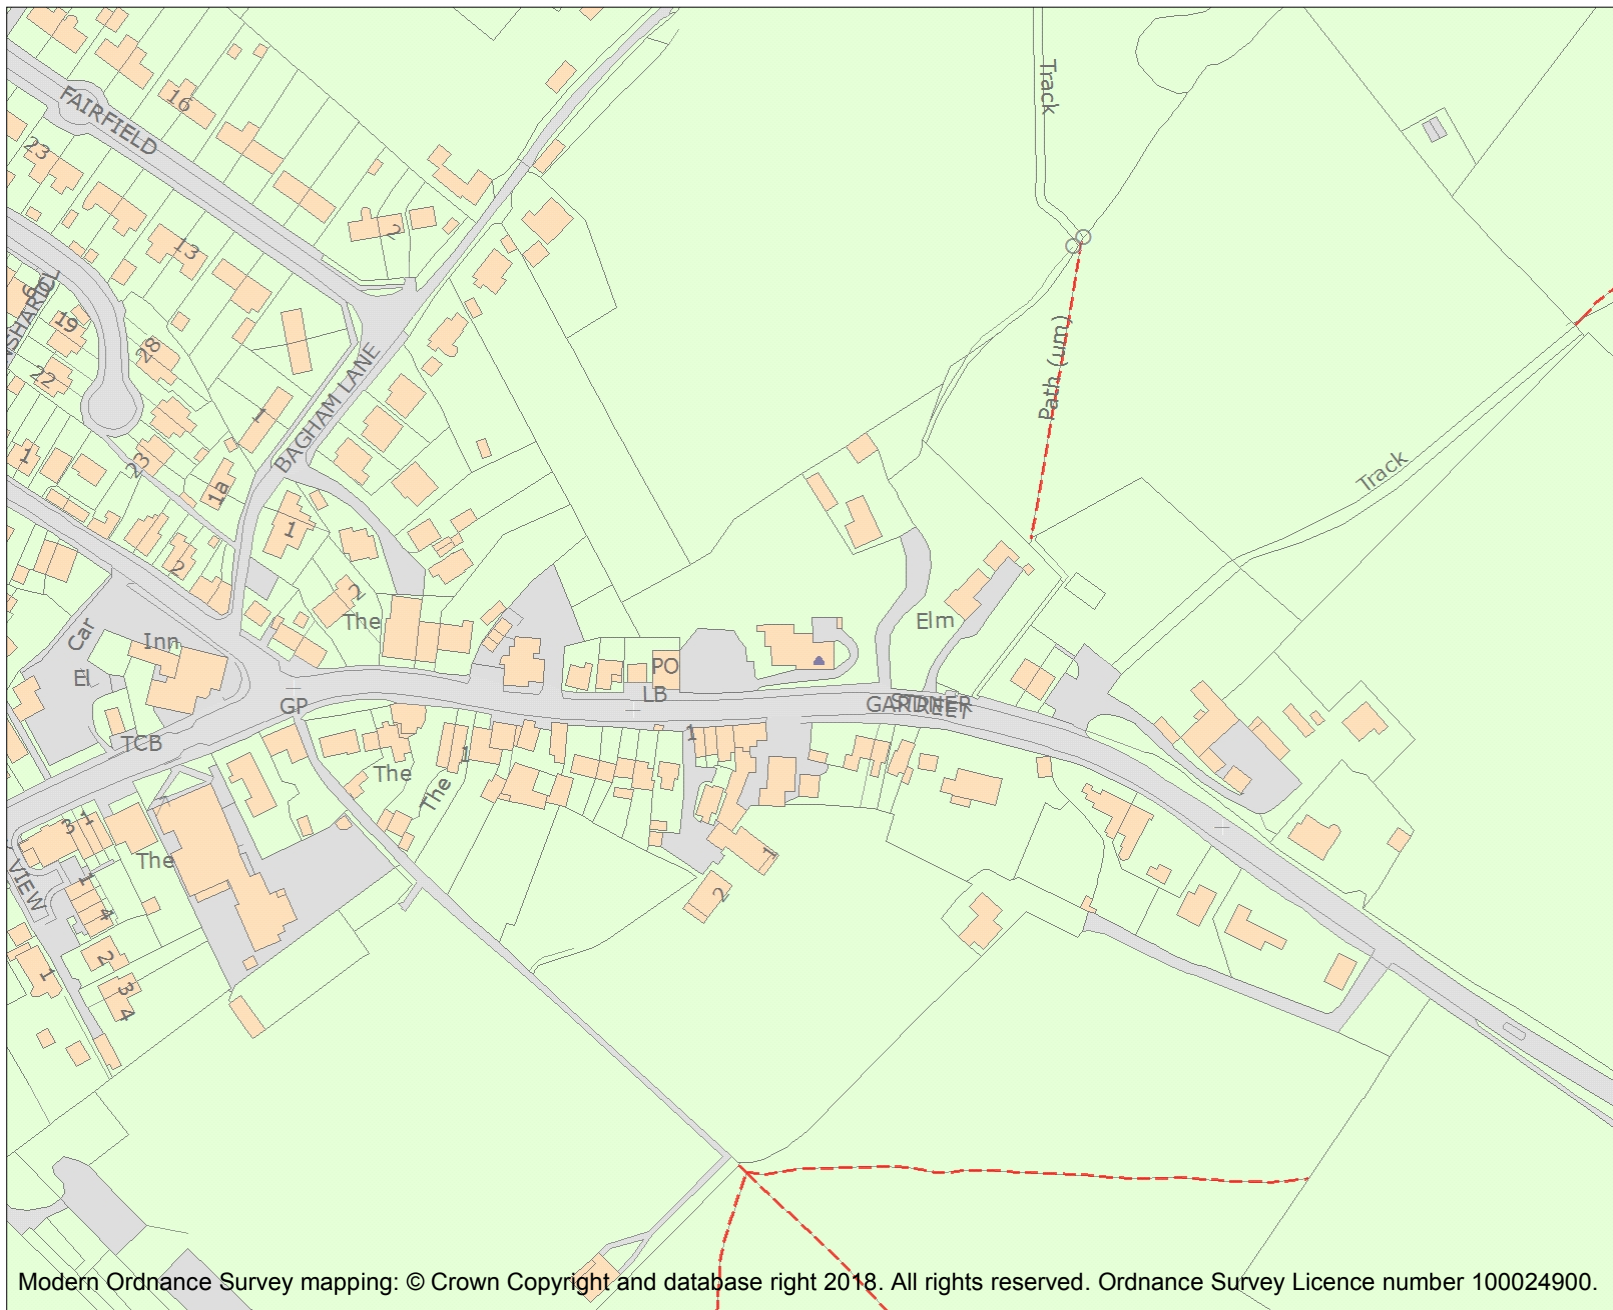 Track
FAIRFIELD
16
23
2
13
6
19
28
Path (um)
22
1
BAGHAM LANE
1
23
1a
Track
1
2
2
The
Elm
Car
Inn
PO
El
LB
GP
GARDNER
STREET
TCB
1
1
The
The
3 1
1
The
VIEW
1
2
4
2
1
3
4
Modern Ordnance Survey mapping: © Crown Copyright and database right 2018. All rights reserved. Ordnance Survey Licence number 100024900.